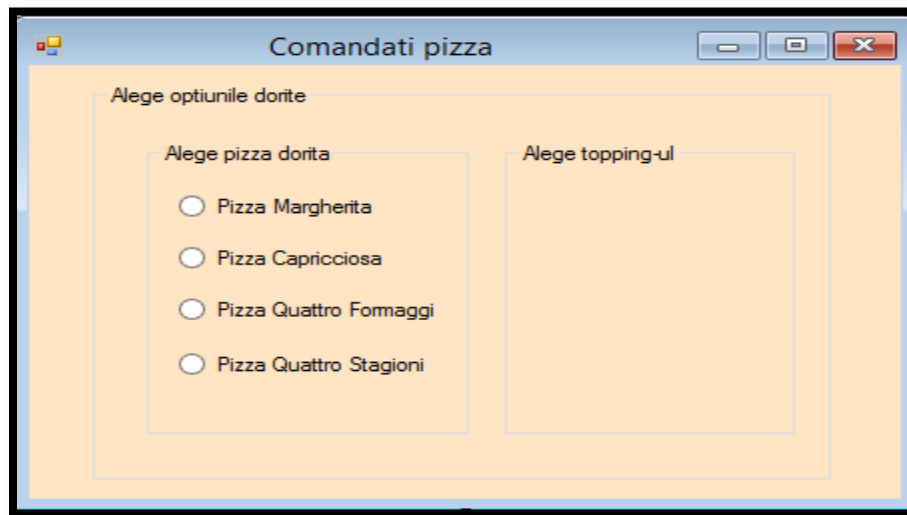 Comandati pizza
Alege optiunile dorite
Alege pizza dorita
Pizza Margherita
Pizza Capricciosa
Pizza Quattro Formaggi
Pizza Quattro Stagioni
Alege topping-ul